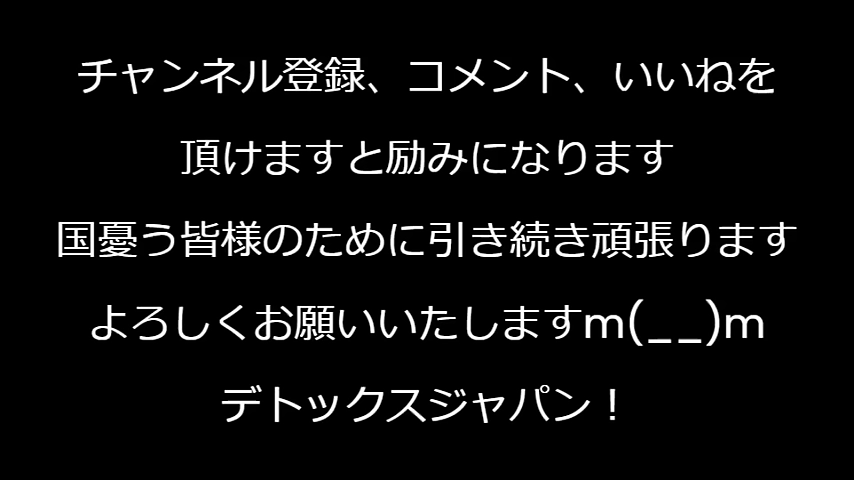 チャンネル登録、コメント、いいねを
頂けますと励みになります
国憂う皆様のために引き続き頑張ります
よろしくお願いいたしますm(__)m
デトックスジャパン！